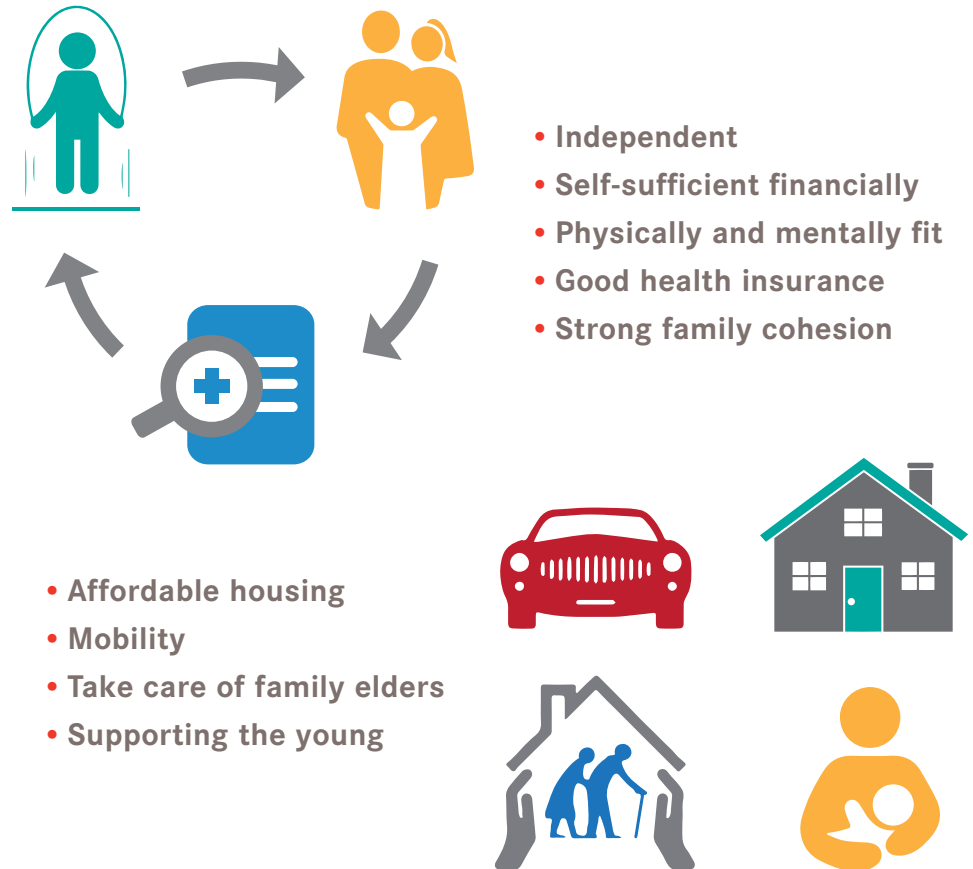 • Independent
• Self-sufficient financially
• Physically and mentally fit
• Good health insurance
• Strong family cohesion
• Affordable housing
• Mobility
• Take care of family elders
• Supporting the young